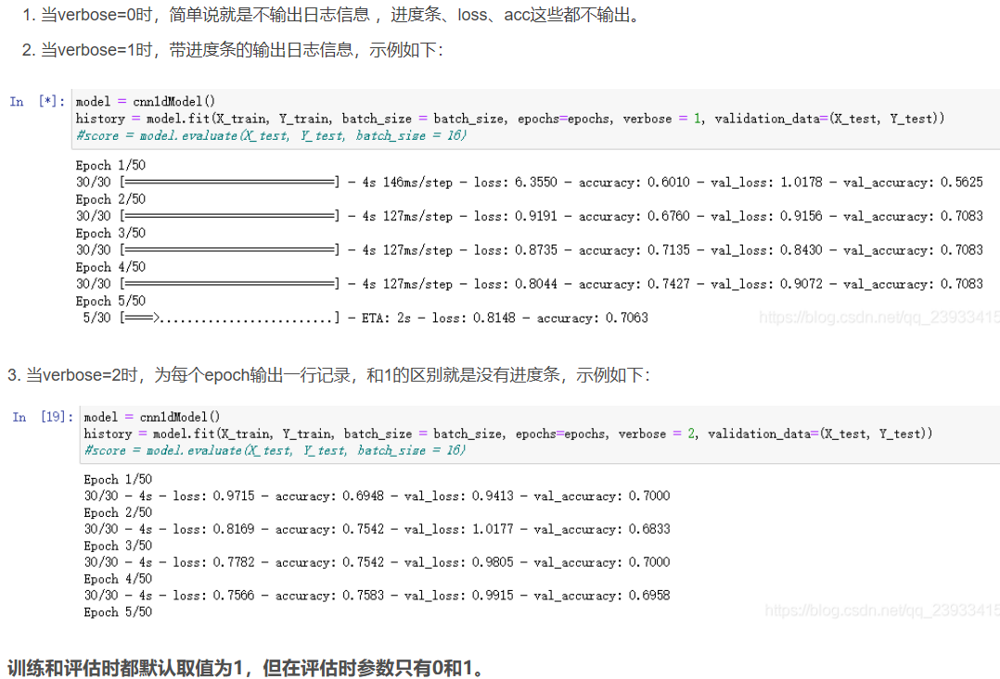 1. 当verbose=0时，简单说就是不输出日志信息 ，进度条、loss、acc这些都不输出。
2. 当verbose=1时，带进度条的输出日志信息，示例如下：
In [*]: model = cnn1dModel()
history = model.fit(X_train, Y_train, batch_size = batch_size, epochs=epochs, verbose = 1, validation_data=(X_test, Y_test))
#score = model.evaluate(X_test, Y_test, batch_size = 16)
Epoch 1/50
30/30 [==============================] - 4s 146ms/step - loss: 6.3550 - accuracy: 0.6010 - val_loss: 1.0178 - val_accuracy: 0.5625
Epoch 2/50
30/30 [==============================] - 4s 127ms/step - loss: 0.9191 - accuracy: 0.6760 - val_loss: 0.9156 - val_accuracy: 0.7083
Epoch 3/50
30/30 [==============================] - 4s 127ms/step - loss: 0.8735 - accuracy: 0.7135 - val_loss: 0.8430 - val_accuracy: 0.7083
Epoch 4/50
30/30 [==============================] - 4s 127ms/step - loss: 0.8044 - accuracy: 0.7427 - val_loss: 0.9072 - val_accuracy: 0.7083
Epoch 5/50
5/30 [====>.........................] - ETA: 2s - loss: 0.8148 - accuracy: 0.7063
https://blog.csdn.net/qq_23933415
3. 当verbose=2时，为每个epoch输出一行记录，和1的区别就是没有进度条，示例如下：
In [19]: model = cnn1dModel()
history = model.fit(X_train, Y_train, batch_size = batch_size, epochs=epochs, verbose = 2, validation_data=(X_test, Y_test))
#score = model.evaluate(X_test, Y_test, batch_size = 16)
Epoch 1/50
30/30 - 4s - loss: 0.9715 - accuracy: 0.6948 - val_loss: 0.9413 - val_accuracy: 0.7000
Epoch 2/50
30/30 - 4s - loss: 0.8169 - accuracy: 0.7542 - val_loss: 1.0177 - val_accuracy: 0.6833
Epoch 3/50
30/30 - 4s - loss: 0.7782 - accuracy: 0.7542 - val_loss: 0.9805 - val_accuracy: 0.7000
Epoch 4/50
30/30 - 4s - loss: 0.7566 - accuracy: 0.7583 - val_loss: 0.9915 - val_accuracy: 0.6958
Epoch 5/50
https://blog.csdn.net/qq_23933415
训练和评估时都默认取值为1，但在评估时参数只有0和1。